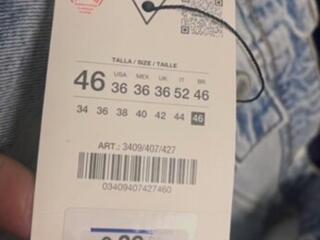 TALLA / SIZE / TAILLE
46 USA MEX UK IT BR
36 36 36 52 46
34 36 38 40 42 44 46
ART.: 3409/407/427
03409407427460